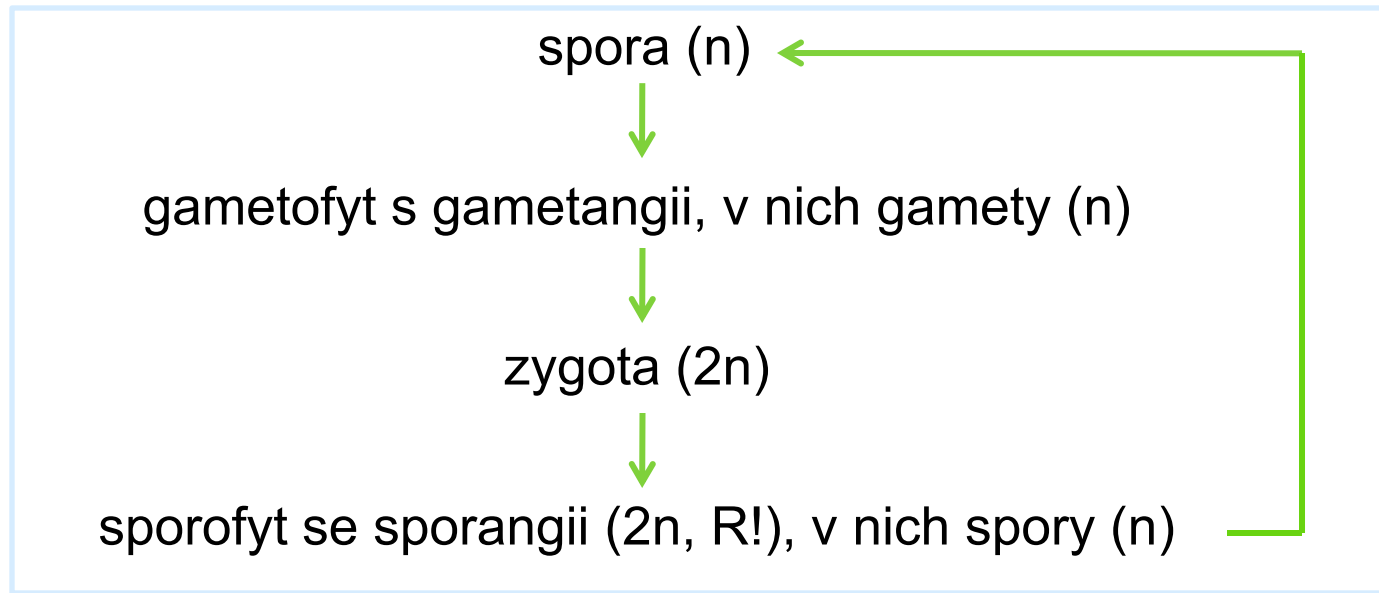 spora (n)
gametofyt s gametangii, v nich gamety (n)
zygota (2n)
sporofyt se sporangii (2n, R!), v nich spory (n)